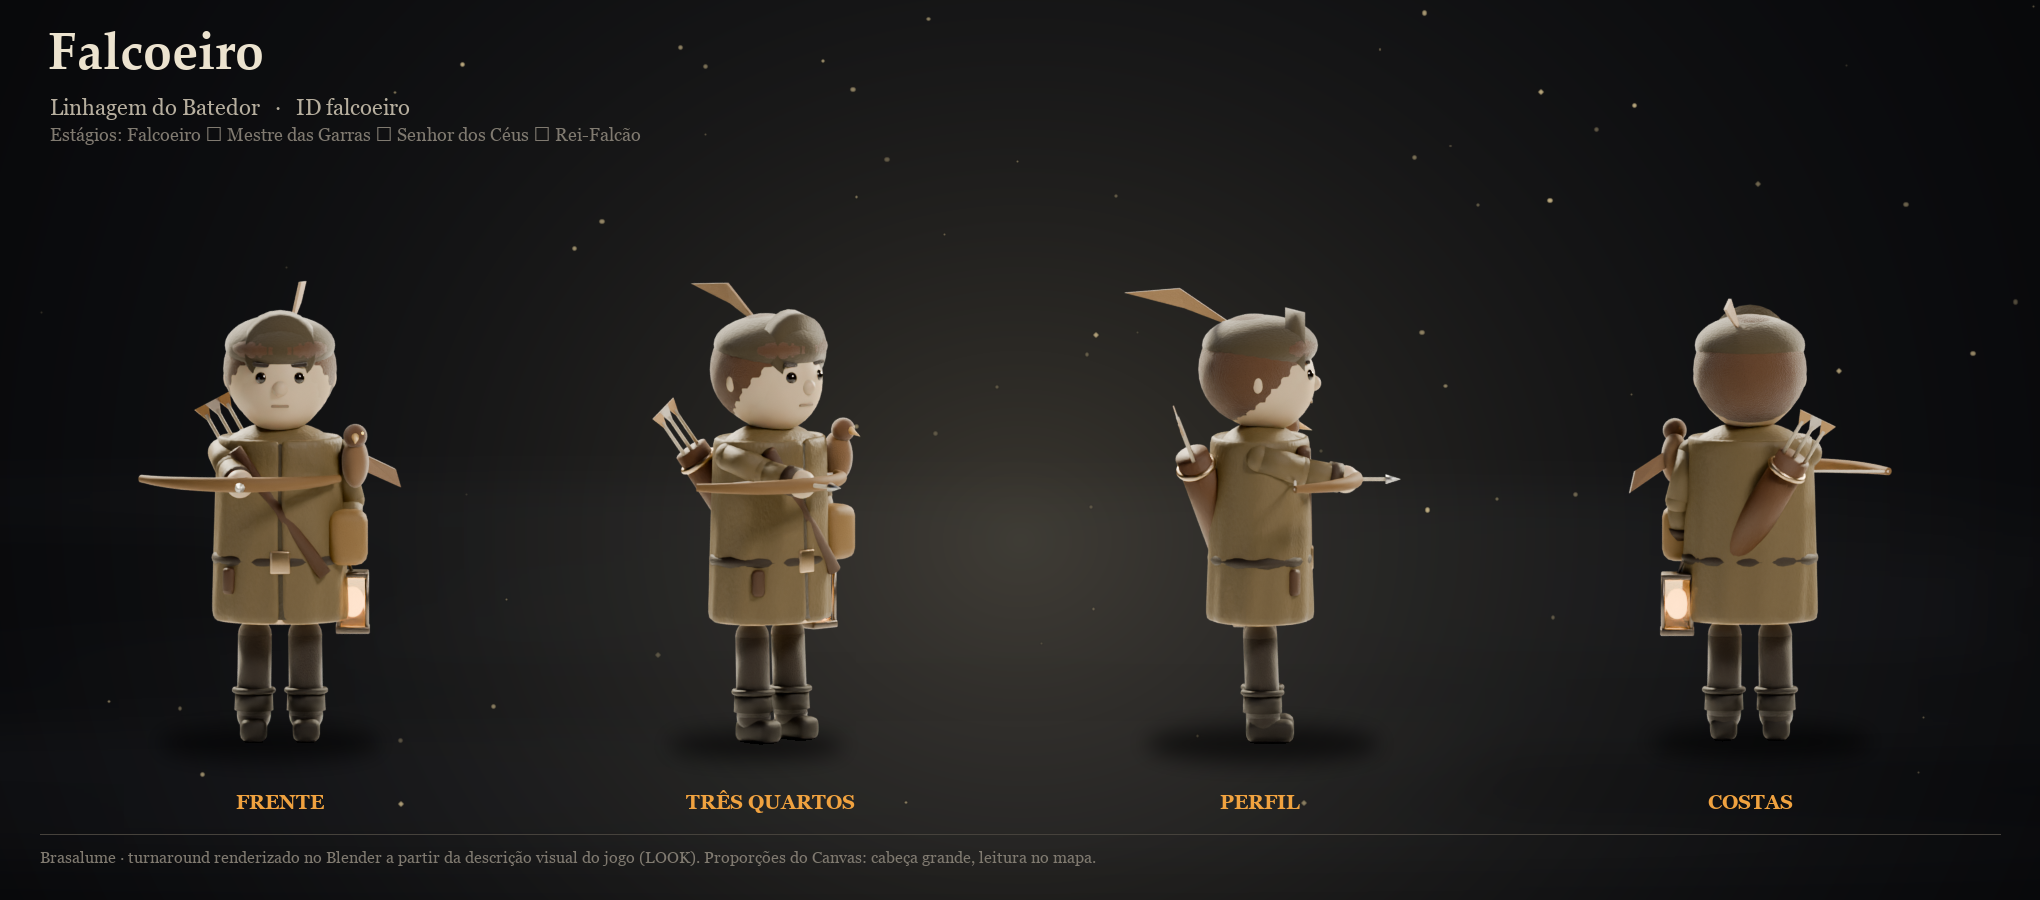 Falcoeiro
Linhagem do Batedor · ID falcoeiro
Estágios: Falcoeiro □ Mestre das Garras □ Senhor dos Céus □ Rei-Falcão
FRENTE
TRÊS QUARTOS
PERFIL
COSTAS
Brasalume · turnaround renderizado no Blender a partir da descrição visual do jogo (LOOK). Proporções do Canvas: cabeça grande, leitura no mapa.